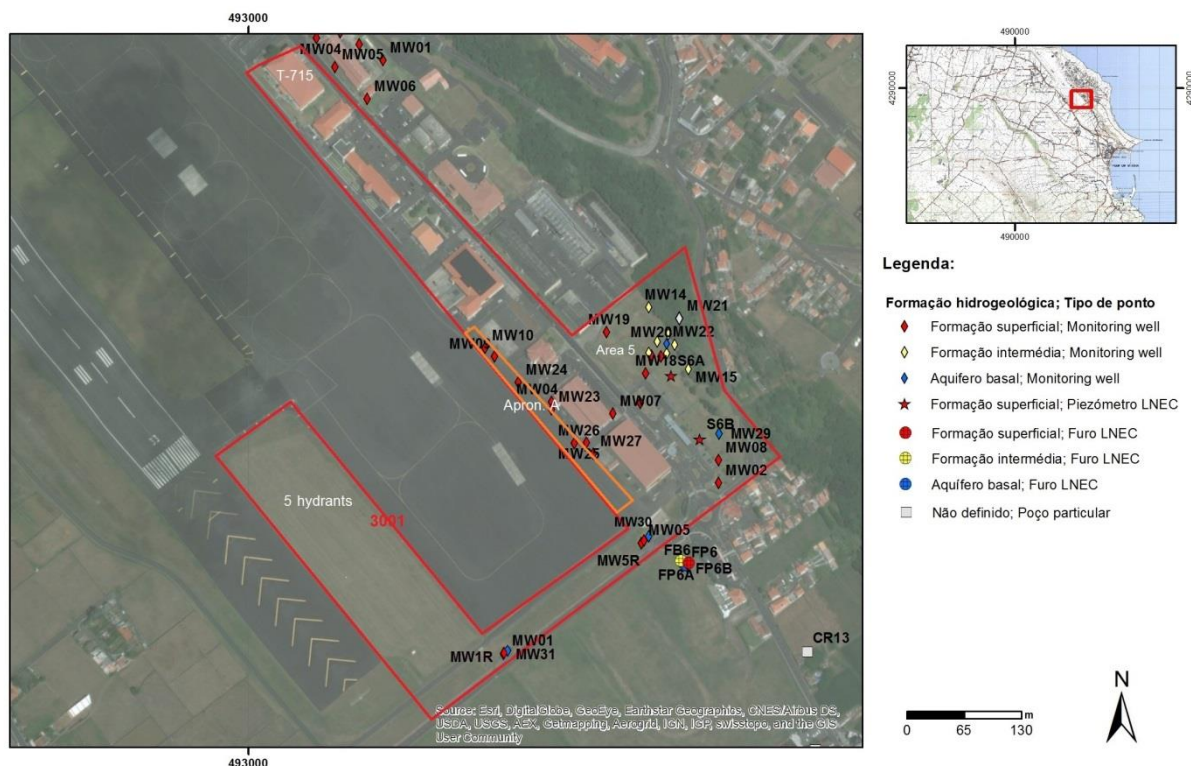 493000
MW04
MW05
MW01
T-715
MW06
MW14
MW21
MW19
MW20
MW22
Area 5
MW18
S6A
MW15
MW10
MW09
MW24
MW04
MW23
Apron. A
MW07
MW26
MW27
MW25
S6B
MW29
MW08
MW02
5 hydrants
3001
MW30
MW05
MW5R
FB6
FP6
FP6A
FP6B
MW01
MW1R
MW31
CR13
Source: Esri, DigitalGlobe, GeoEye, Earthstar Geographics, CNES/Airbus DS,
USDA, USGS, AEX, Getmapping, Aerogrid, IGN, IGP, swisstopo, and the GIS
User Community
493000
490000
4290000
4290000
490000
Legenda:
Formação hidrogeológica; Tipo de ponto
Formação superficial; Monitoring well
Formação intermédia; Monitoring well
Aquifero basal; Monitoring well
Formação superficial; Piezómetro LNEC
Formação superficial; Furo LNEC
Formação intermédia; Furo LNEC
Aquífero basal; Furo LNEC
Não definido; Poço particular
N
m
0 65 130